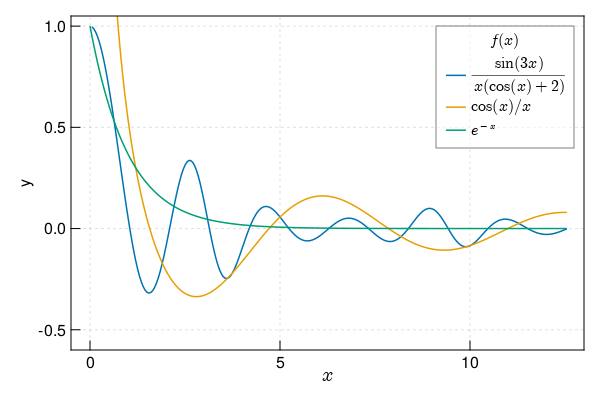 f(x)
sin(3x)
x(cos(x) + 2)
cos(x)/x
e^{-x}
1.0
0.5
0.0
-0.5
y
0
5
10
x